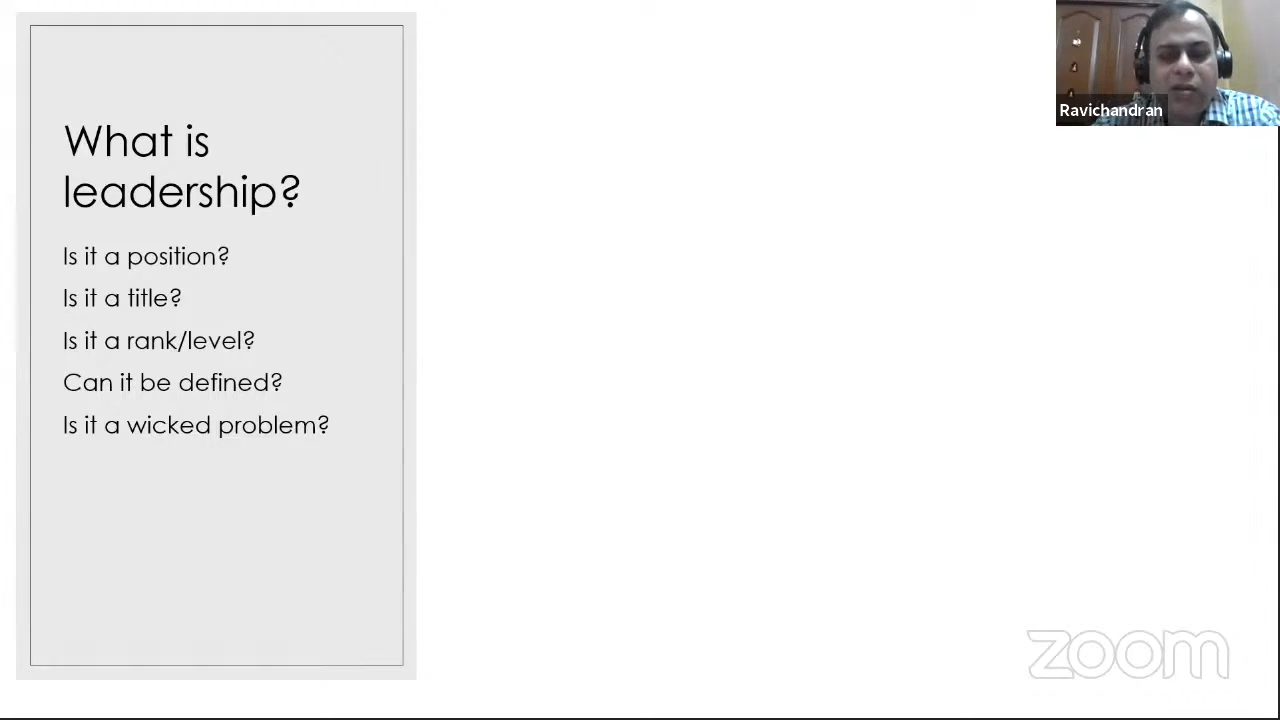 What is
leadership?
Is it a position?
Is it a title?
Is it a rank/level?
Can it be defined?
Is it a wicked problem?
Ravichandran
zoom